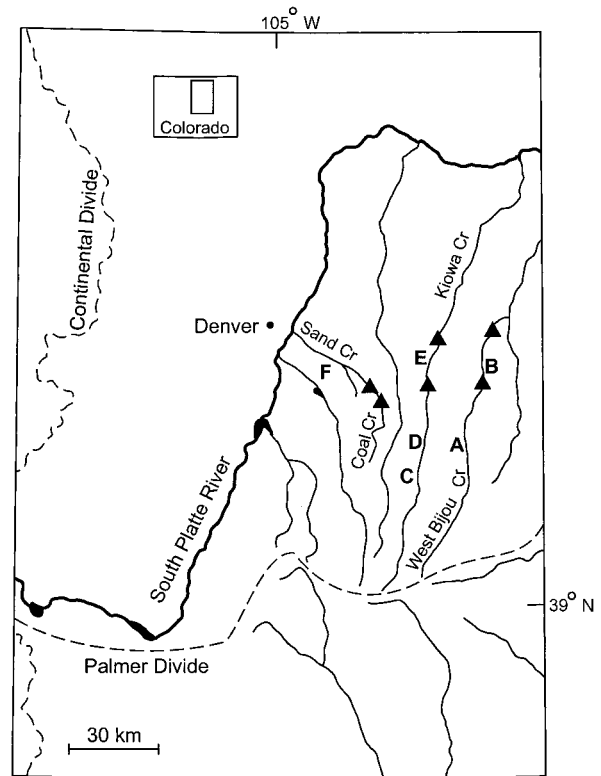 105° W
Colorado
Continental Divide
Kiowa Cr
Denver
Sand Cr
E
B
F
Coal Cr
D
A
C
South Platte River
West Bijou Cr
39° N
Palmer Divide
30 km